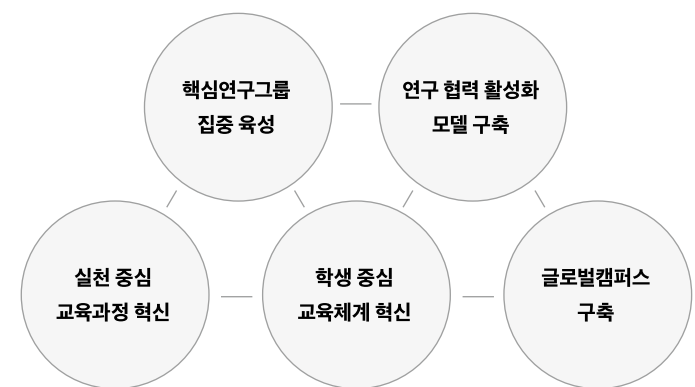 핵심연구그룹
집중 육성
연구 협력 활성화
모델 구축
실천 중심
교육과정 혁신
학생 중심
교육체계 혁신
글로벌캠퍼스
구축